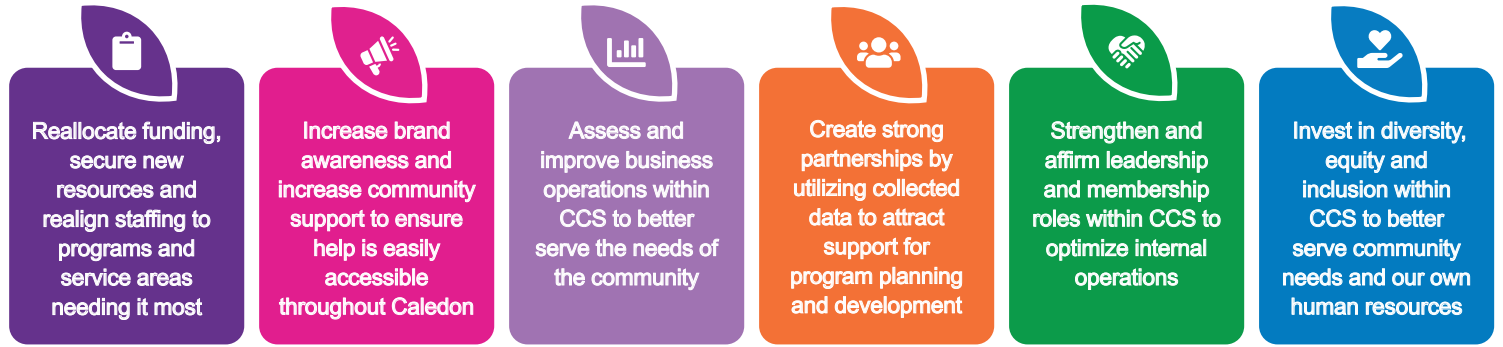 Reallocate funding,
secure new
resources and
realign staffing to
programs and
service areas
needing it most
Increase brand
awareness and
increase community
support to ensure
help is easily
accessible
throughout Caledon
Assess and
improve business
operations within
CCS to better
serve the needs of
the community
Create strong
partnerships by
utilizing collected
data to attract
support for
program planning
and development
Strengthen and
affirm leadership
and membership
roles within CCS to
optimize internal
operations
Invest in diversity,
equity and
inclusion within
CCS to better
serve community
needs and our own
human resources